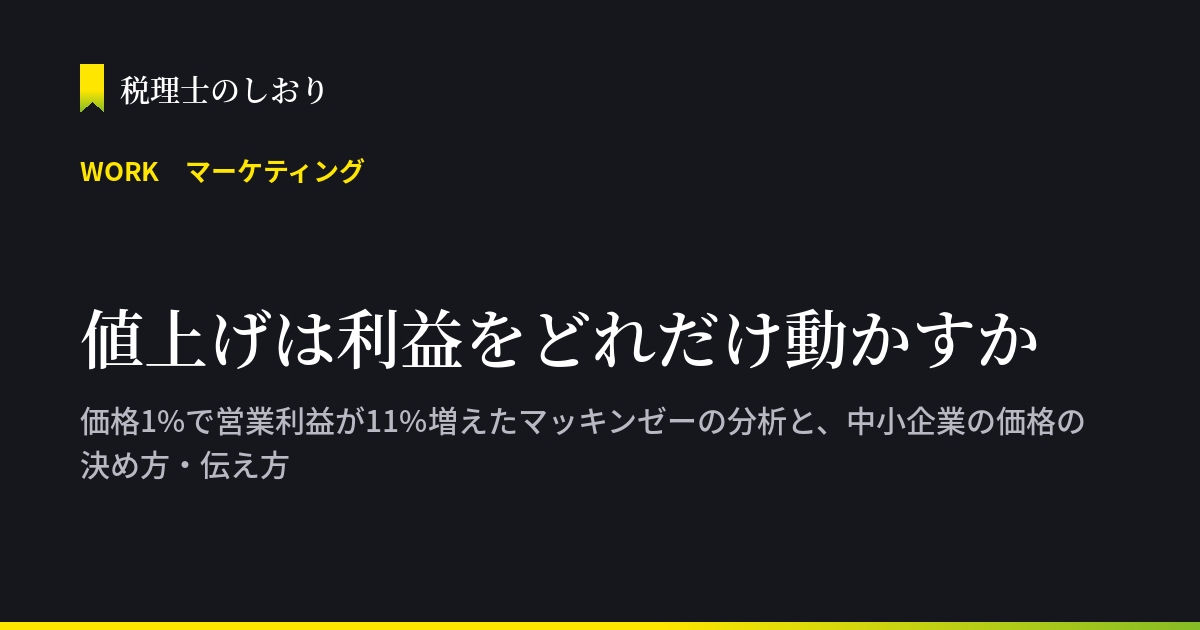 税理士のしおり
WORK　マーケティング
値上げは利益をどれだけ動かすか
価格1%で営業利益が11%増えたマッキンゼーの分析と、中小企業の価格の
決め方・伝え方